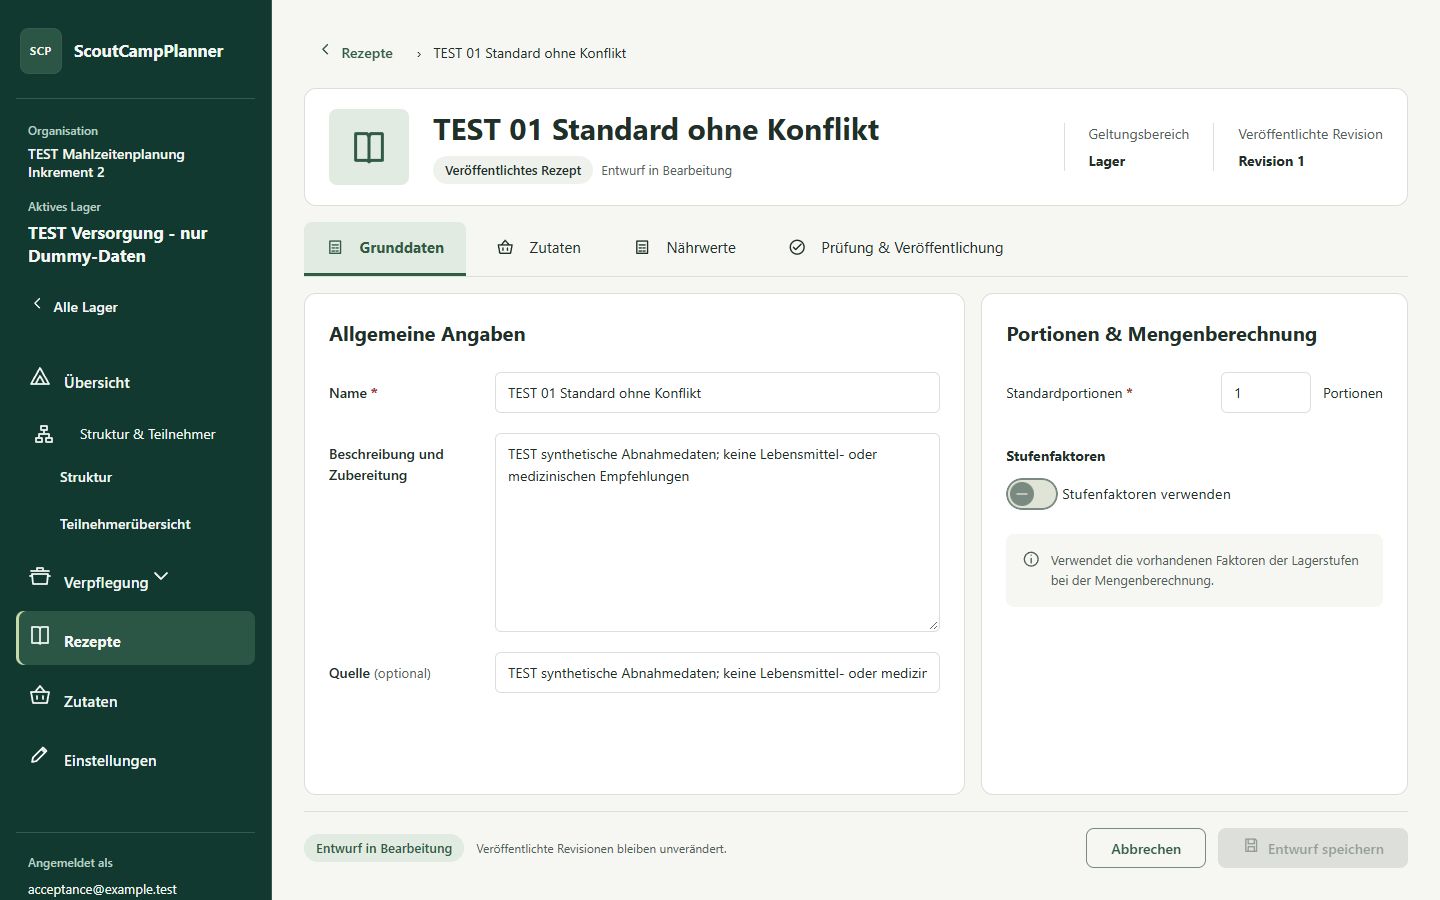 SCP
ScoutCampPlanner
Organisation
TEST Mahlzeitenplanung
Inkrement 2
Aktives Lager
TEST Versorgung - nur
Dummy-Daten
Alle Lager
Übersicht
Struktur & Teilnehmer
Struktur
Teilnehmerübersicht
Verpflegung
Rezepte
Zutaten
Einstellungen
Angemeldet als
acceptance@example.test
Rezepte › TEST 01 Standard ohne Konflikt
TEST 01 Standard ohne Konflikt
Veröffentlichtes Rezept Entwurf in Bearbeitung
Geltungsbereich
Lager
Veröffentlichte Revision
Revision 1
Grunddaten Zutaten Nährwerte Prüfung & Veröffentlichung
Allgemeine Angaben
Name * TEST 01 Standard ohne Konflikt
Beschreibung und
Zubereitung
TEST synthetische Abnahmedaten; keine Lebensmittel- oder
medizinischen Empfehlungen
Quelle (optional) TEST synthetische Abnahmedaten; keine Lebensmittel- oder medizir
Portionen & Mengenberechnung
Standardportionen * 1 Portionen
Stufenfaktoren
Stufenfaktoren verwenden
Verwendet die vorhandenen Faktoren der Lagerstufen
bei der Mengenberechnung.
Entwurf in Bearbeitung Veröffentlichte Revisionen bleiben unverändert.
Abbrechen Entwurf speichern